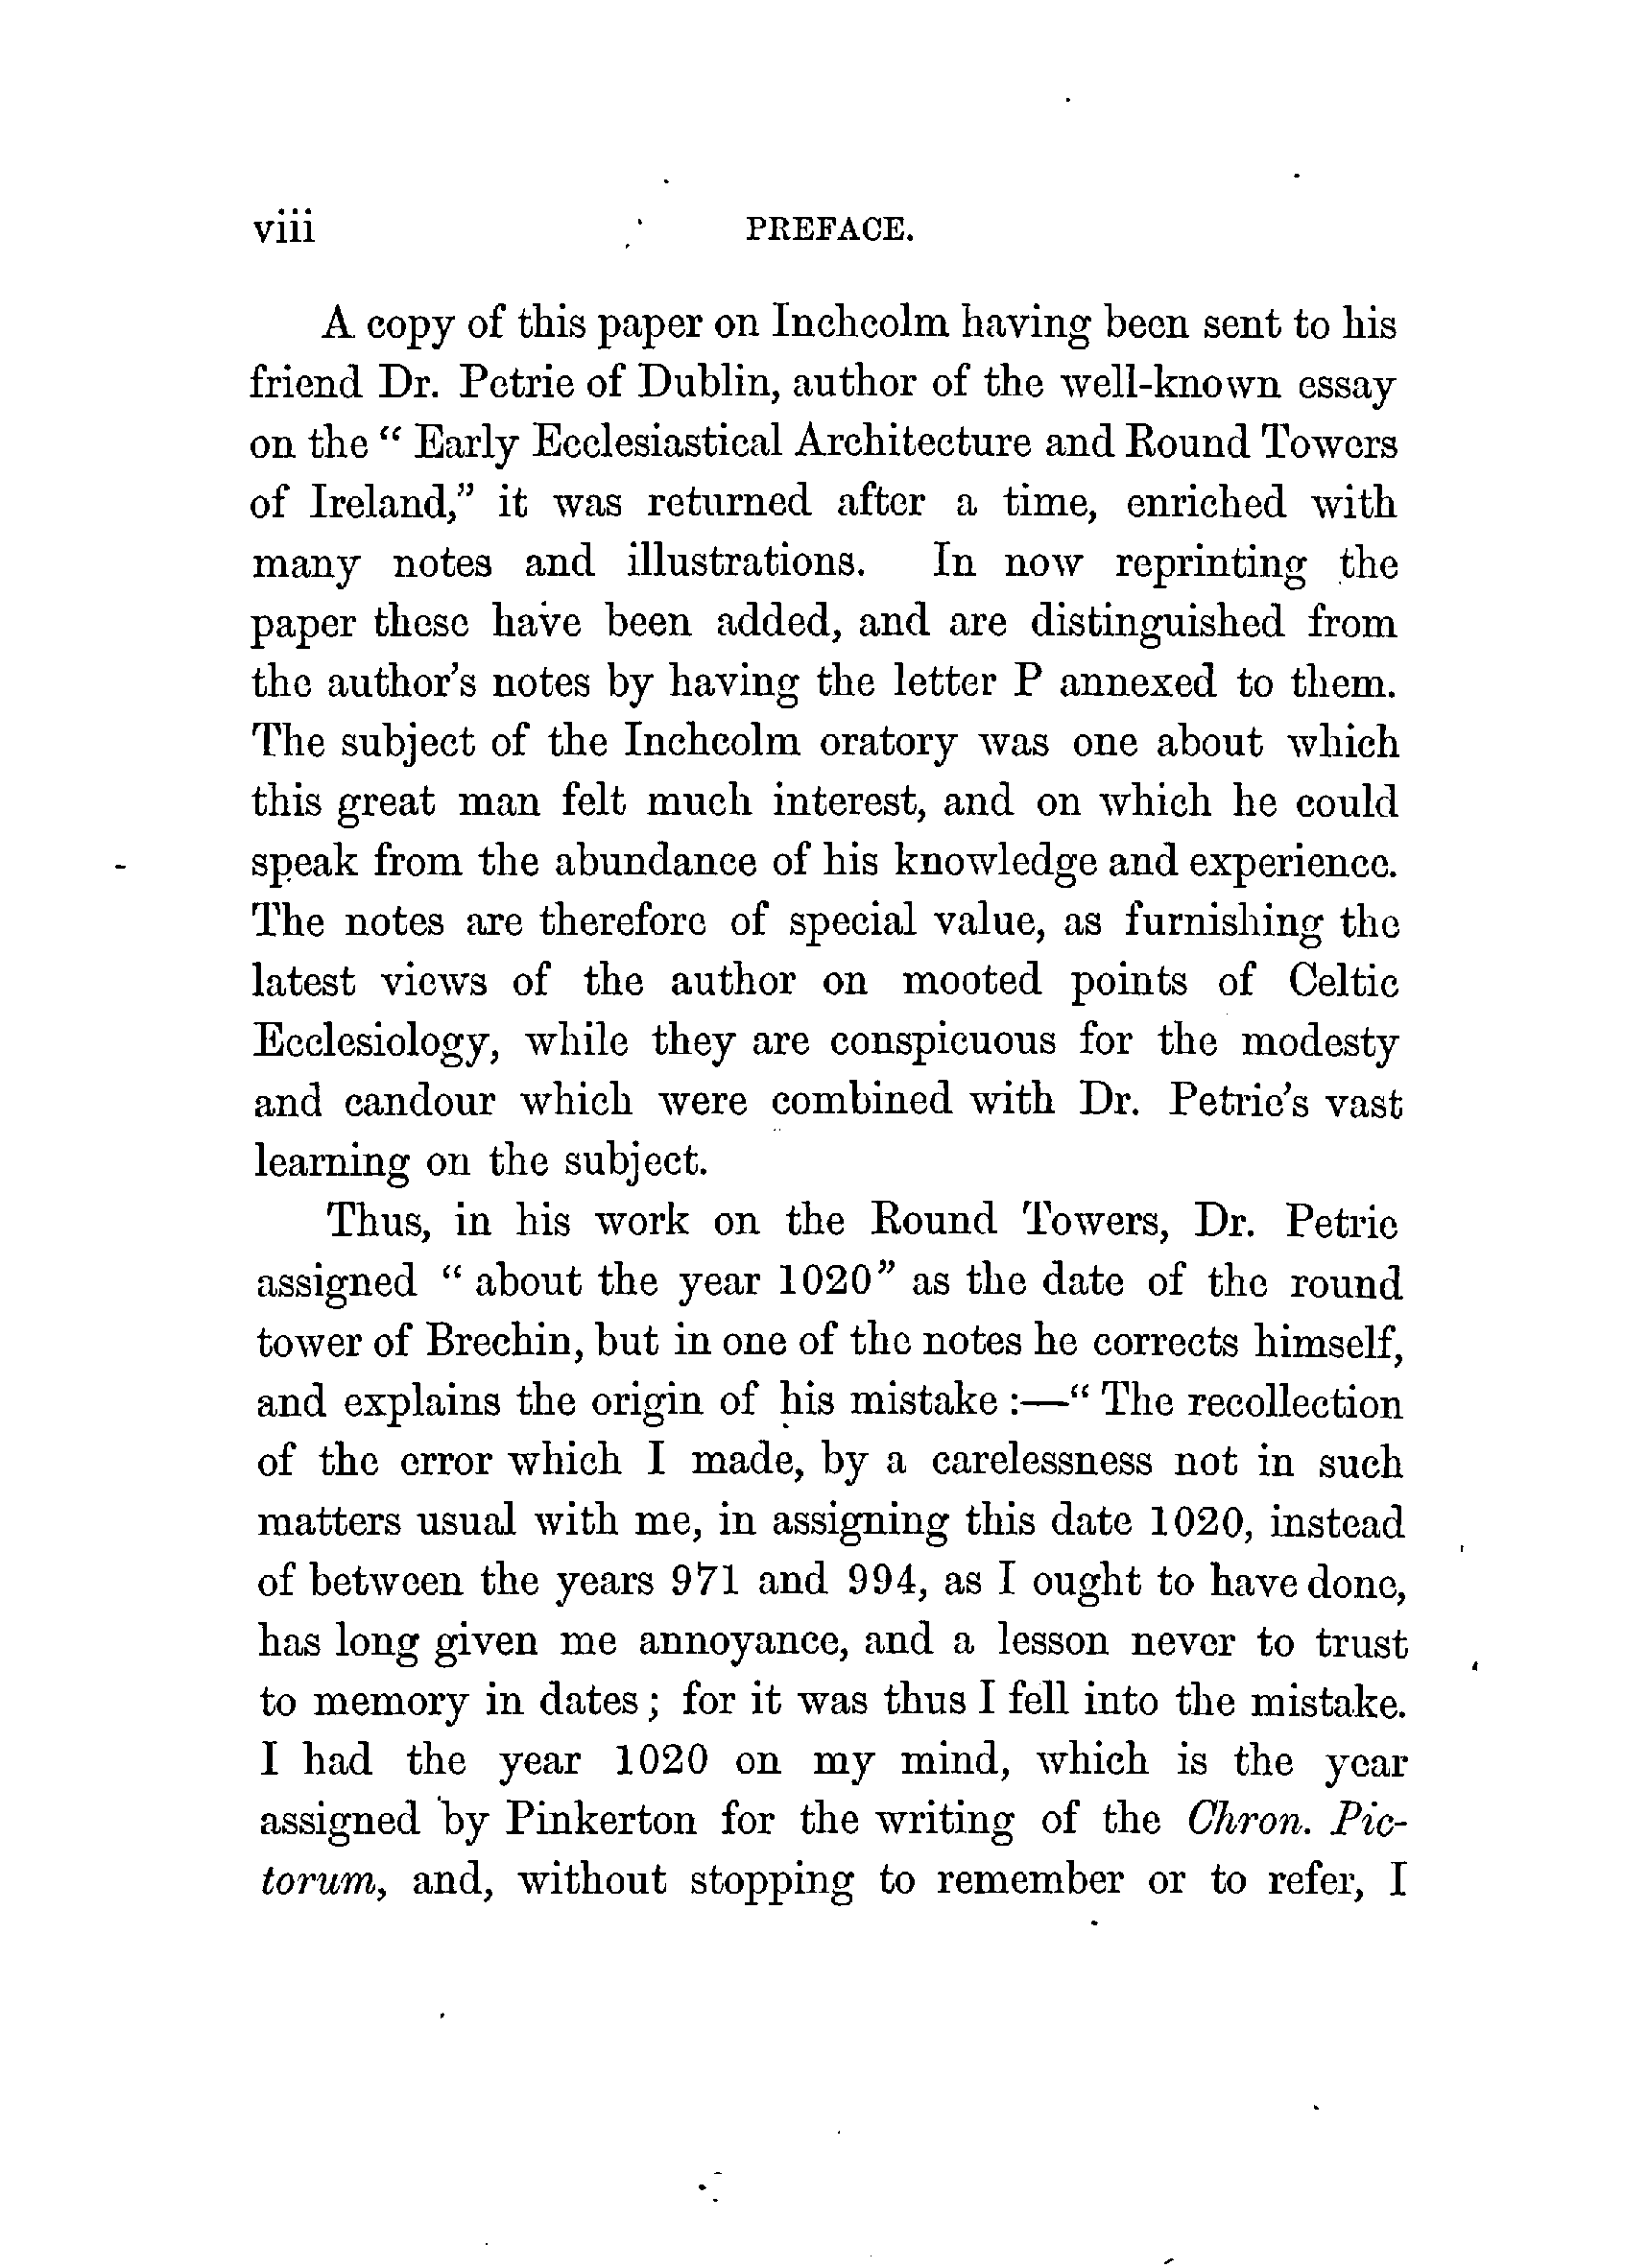 viii PREFACE.
A copy of this paper on Inchcolm having been sent to his
friend Dr. Petrie of Dublin, author of the well-known essay
on the “ Early Ecclesiastical Architecture and Round Towers
of Ireland,” it was returned after a time, enriched with
many notes and illustrations. In now reprinting the
paper these have been added, and are distinguished from
the author’s notes by having the letter P annexed to them.
The subject of the Inchcolm oratory was one about which
this great man felt much interest, and on which he could
speak from the abundance of his knowledge and experience.
The notes are therefore of special value, as furnishing the
latest views of the author on mooted points of Celtic
Ecclesiology, while they are conspicuous for the modesty
and candour which were combined with Dr. Petrie’s vast
learning on the subject.
Thus, in his work on the Round Towers, Dr. Petrie
assigned “ about the year 1020” as the date of the round
tower of Brechin, but in one of the notes he corrects himself,
and explains the origin of his mistake :—“ The recollection
of the error which I made, by a carelessness not in such
matters usual with me, in assigning this date 1020, instead
of between the years 971 and 994, as I ought to have done,
has long given me annoyance, and a lesson never to trust
to memory in dates ; for it was thus I fell into the mistake.
I had the year 1020 on my mind, which is the year
assigned by Pinkerton for the writing of the Chron. Pic-
torum, and, without stopping to remember or to refer, I